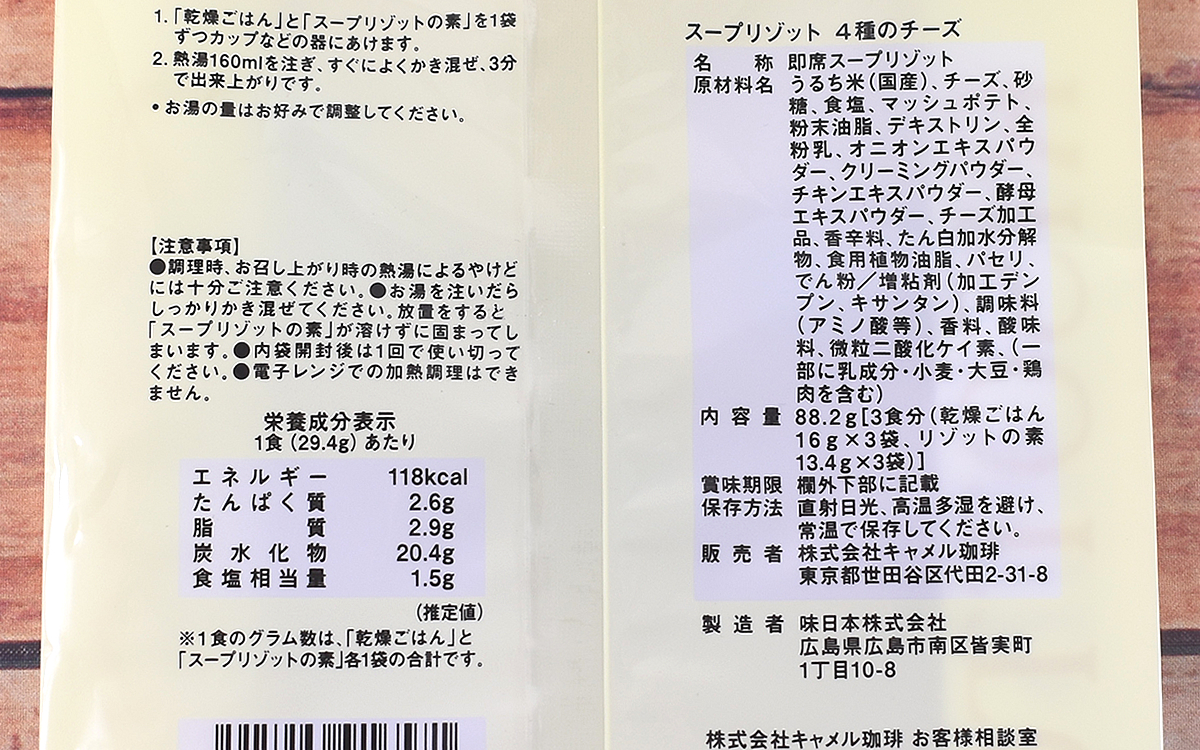 1.「乾燥ごはん」と「スープリゾットの素」を1袋
ずつカップなどの器にあけます。
2. 熱湯160mlを注ぎ、すぐによくかき混ぜ、3分
で出来上がりです。
•お湯の量はお好みで調整してください。
【注意事項】
●調理時、お召し上がり時の熱湯によるやけど
には十分ご注意ください。●お湯を注いだら
しっかりかき混ぜてください。放置をすると
「スープリゾットの素」が溶けずに固まってし
まいます。●内袋開封後は1回で使い切って
ください。●電子レンジでの加熱調理はでき
ません。
栄養成分表示
1食(29.4g)あたり
エネルギー 118kcal
たんぱく質 2.6g
脂質 2.9g
炭水化物 20.4g
食塩相当量 1.5g
(推定値)
※1食のグラム数は、「乾燥ごはん」と
「スープリゾットの素」各1袋の合計です。
スープリゾット 4種のチーズ
名称 即席スープリゾット
原材料名 うるち米(国産)、チーズ、砂
糖、食塩、マッシュポテト、
粉末油脂、デキストリン、全
粉乳、オニオンエキスパウ
ダー、クリーミングパウダー、
チキンエキスパウダー、酵母
エキスパウダー、チーズ加工
品、香辛料、たん白加水分解
物、食用植物油脂、パセリ、
でん粉/増粘剤(加工デン
プン、キサンタン)、調味料
(アミノ酸等)、香料、酸味
料、微粒二酸化ケイ素、(一
部に乳成分・小麦・大豆・鶏
肉を含む)
内容量 88.2g[3食分(乾燥ごはん
16g×3袋、リゾットの素
13.4g×3袋)]
賞味期限 欄外下部に記載
保存方法 直射日光、高温多湿を避け、
常温で保存してください。
販売者 株式会社キャメル珈琲
東京都世田谷区代田2-31-8
製造者 味日本株式会社
広島県広島市南区皆実町
1丁目10-8
株式会社キャメル珈琲 お客様相談室